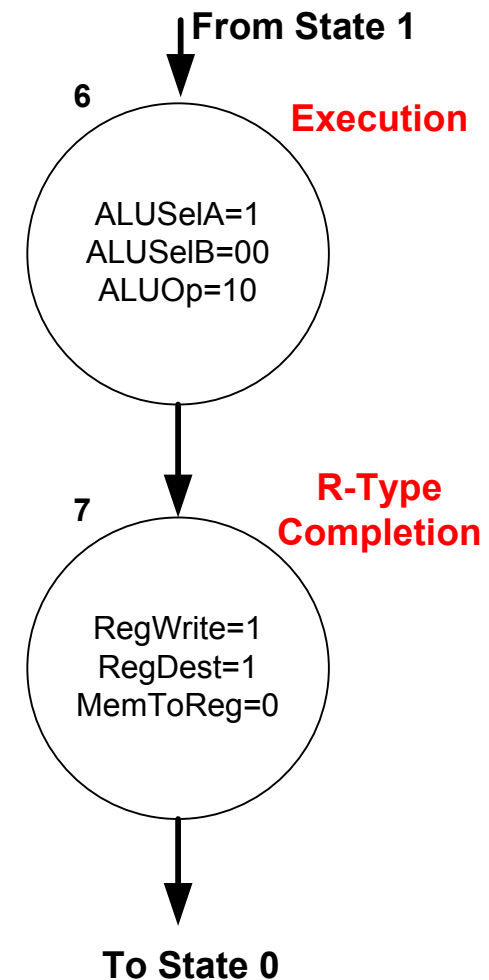 From State 1
6
Execution
ALUSelA=1
ALUSelB=00
ALUOp=10
7
R-Type
Completion
RegWrite=1
RegDest=1
MemToReg=0
To State 0